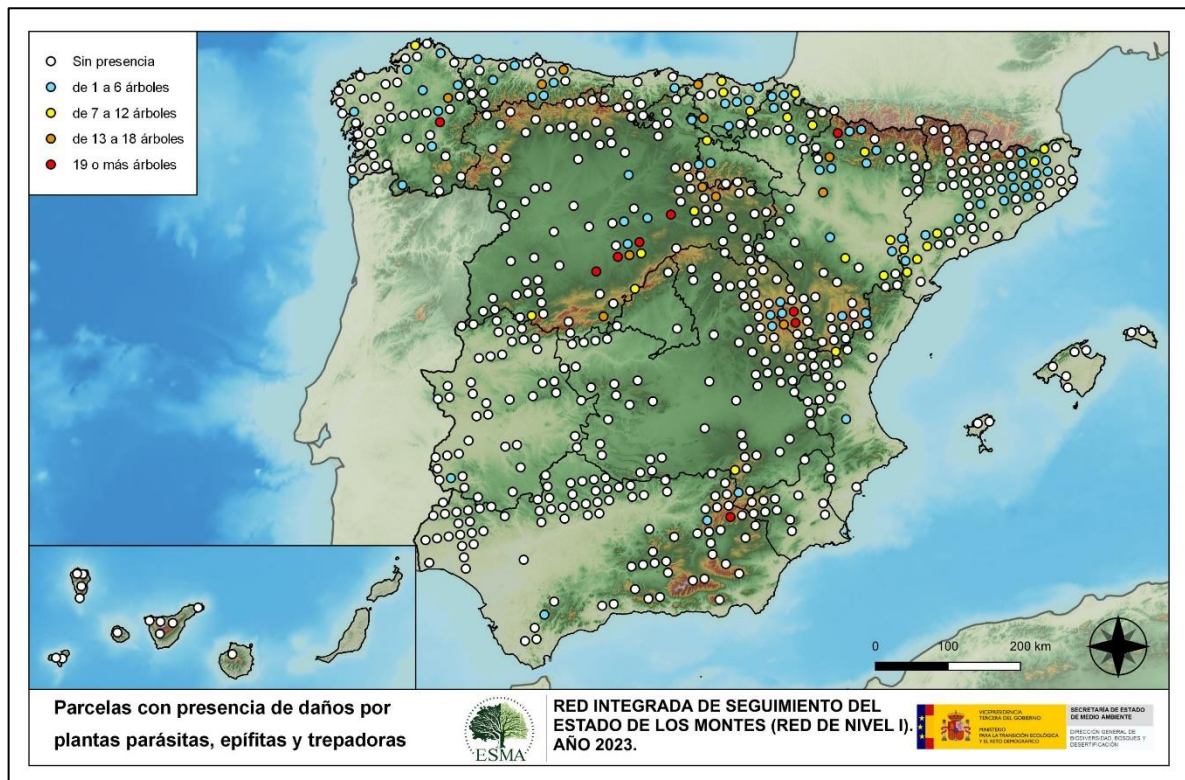 Sin presencia
de 1 a 6 árboles
de 7 a 12 árboles
de 13 a 18 árboles
19 o más árboles
0 100 200 km
Parcelas con presencia de daños por
plantas parásitas, epífitas y trepadoras
ESMA
RED INTEGRADA DE SEGUIMIENTO DEL
ESTADO DE LOS MONTES (RED DE NIVEL I).
AÑO 2023.
VICEPRESIDENCIA
TERCERA DEL GOBIERNO
MINISTERIO
PARA LA TRANSICIÓN ECOLÓGICA
Y EL RETO DEMOGRÁFICO
SECRETARÍA DE ESTADO
DE MEDIO AMBIENTE
DIRECCIÓN GENERAL DE
BIODIVERSIDAD, BOSQUES Y
DESERTIFICACIÓN